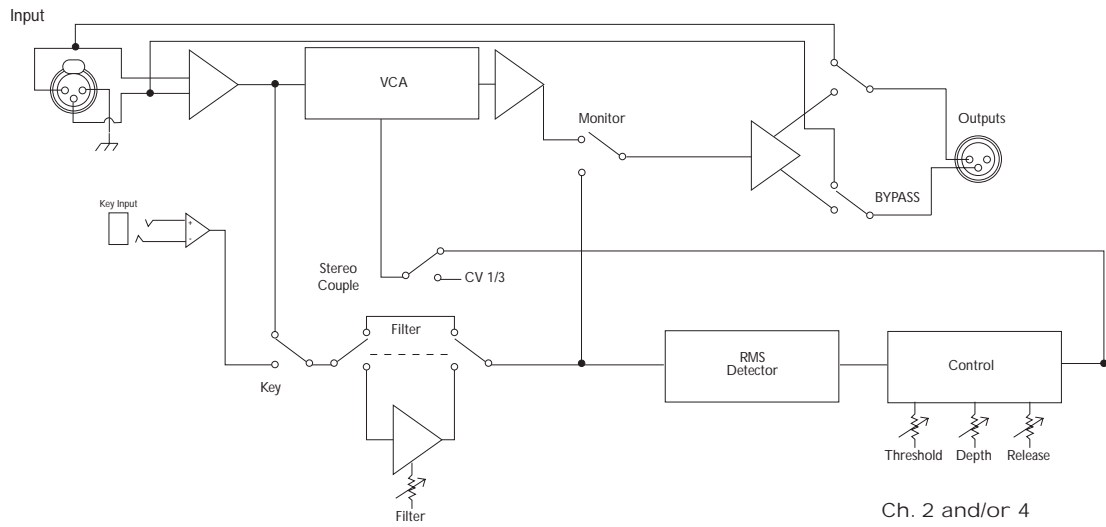 Input
VCA
Monitor
Outputs
BYPASS
Key Input
+
-
Stereo
Couple
CV 1/3
Filter
Key
RMS
Detector
Control
Threshold
Depth
Release
Filter
Ch. 2 and/or 4